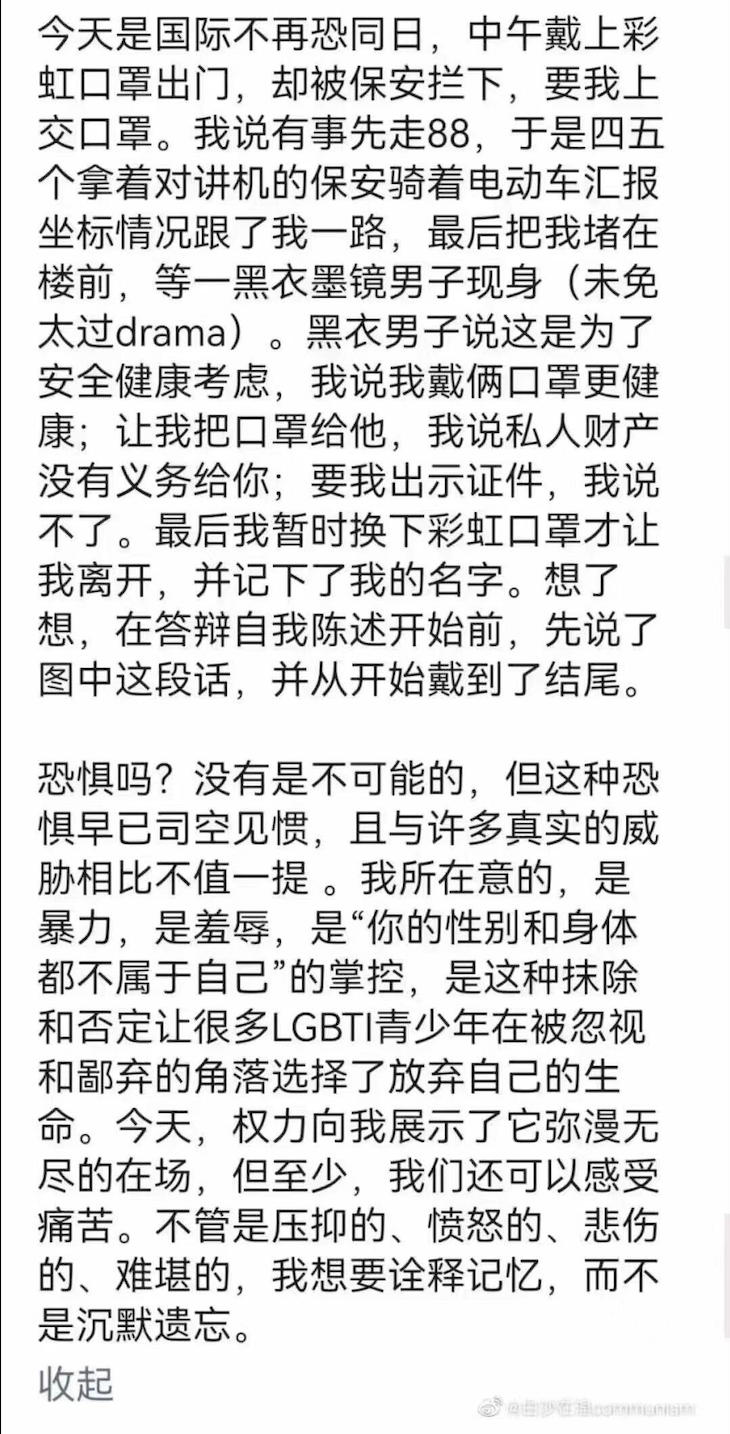 今天是国际不再恐同日，中午戴上彩
虹口罩出门，却被保安拦下，要我上
交口罩。我说有事先走88，于是四五
个拿着对讲机的保安骑着电动车汇报
坐标情况跟了我一路，最后把我堵在
楼前，等一黑衣墨镜男子现身（未免
太过drama）。黑衣男子说这是为了
安全健康考虑，我说我戴俩口罩更健
康；让我把口罩给他，我说私人财产
没有义务给你；要我出示证件，我说
不了。最后我暂时换下彩虹口罩才让
我离开，并记下了我的名字。想了
想，在答辩自我陈述开始前，先说了
图中这段话，并从开始戴到了结尾。
恐惧吗？没有是不可能的，但这种恐
惧早已司空见惯，且与许多真实的威
胁相比不值一提 。我所在意的，是
暴力，是羞辱，是“你的性别和身体
都不属于自己”的掌控，是这种抹除
和否定让很多LGBTI青少年在被忽视
和鄙弃的角落选择了放弃自己的生
命。今天，权力向我展示了它弥漫无
尽的在场，但至少，我们还可以感受
痛苦。不管是压抑的、愤怒的、悲伤
的、难堪的，我想要诠释记忆，而不
是沉默遗忘。
收起